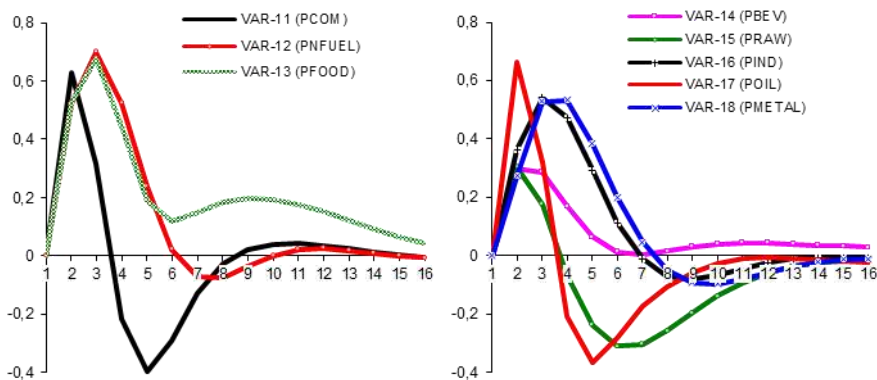 VAR-11 (PCOM)
VAR-12 (PNFUEL)
VAR-13 (PFOOD)
0,8
0,6
0,4
0,2
0
-0,2
-0,4
1 2 3 4 5 6 7 8 9 10 11 12 13 14 15 16
VAR-14 (PBEV)
VAR-15 (PRAW)
VAR-16 (PIND)
VAR-17 (POIL)
VAR-18 (PMETAL)
0,8
0,6
0,4
0,2
0
-0,2
-0,4
1 2 3 4 5 6 7 8 9 10 11 12 13 14 15 16